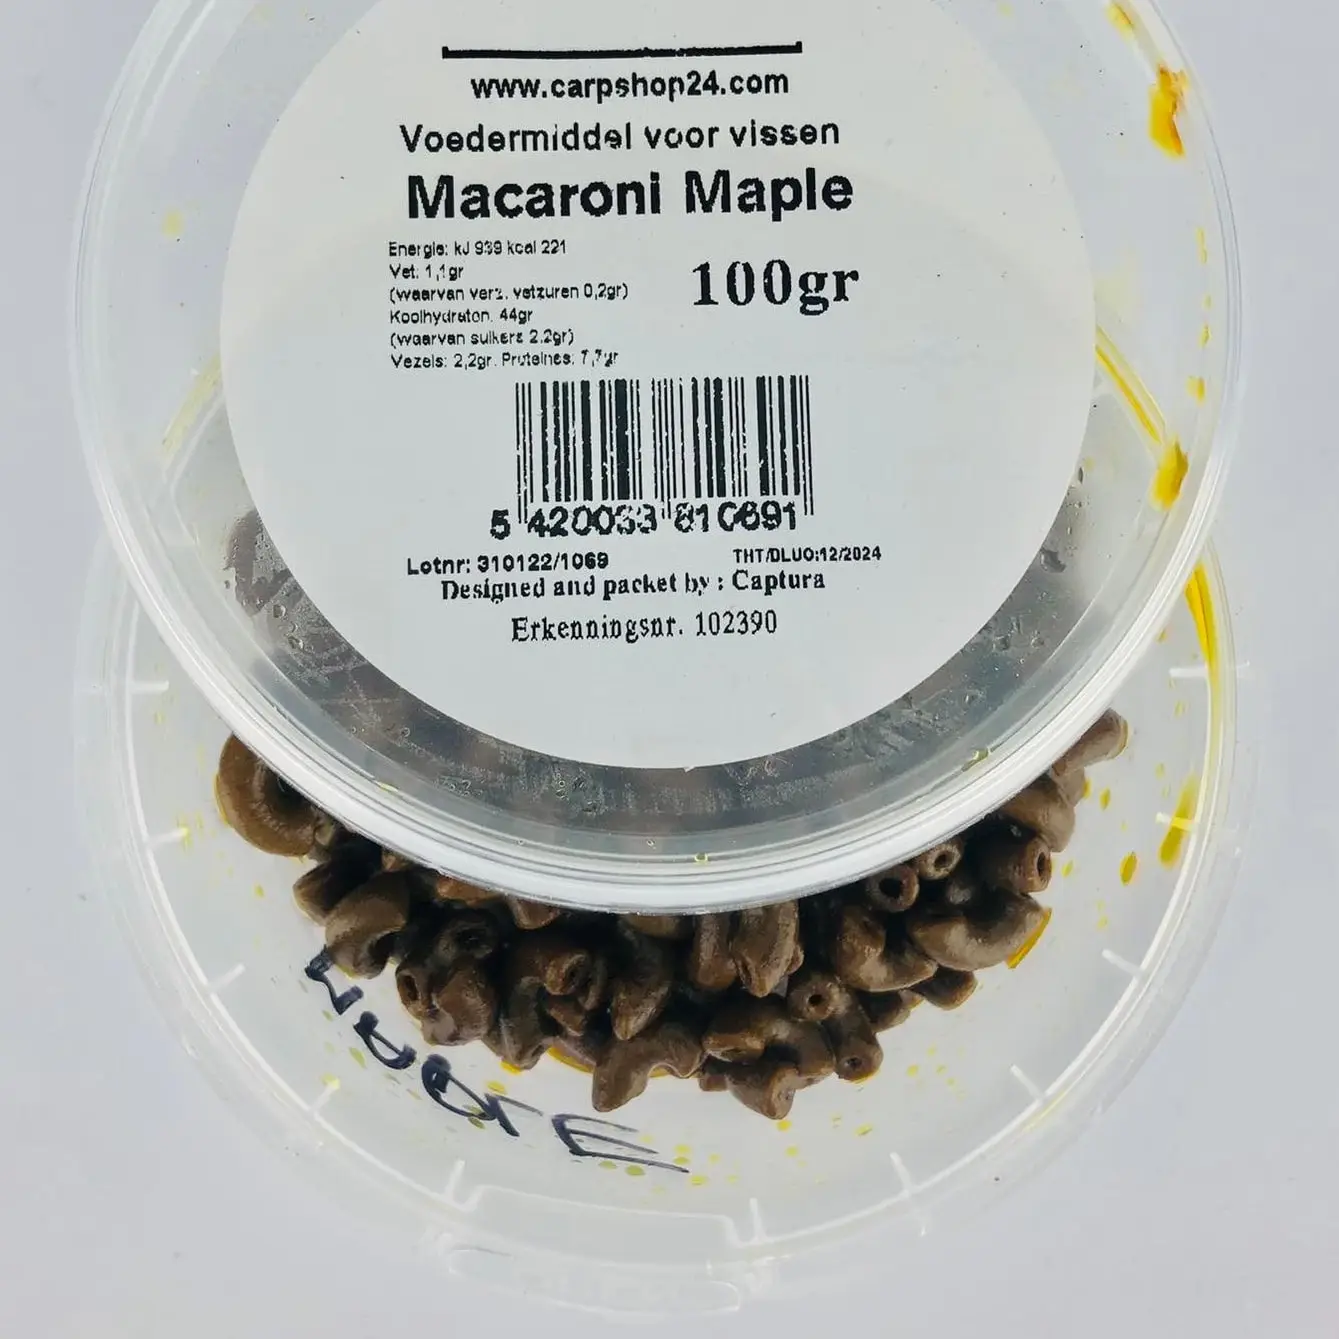 www.carpshop24.com
Voedermiddel voor vissen
Macaroni Maple
Energie: kJ 939 kcal 221
Vet: 1,1gr
(waarvan verz. vetzuren 0,2gr)
Koolhydraten. 44gr
(waarvan suikers 2.2gr)
Vezels: 2,2gr. Proteines: 7,7gr
100gr
5 420033 810691
Lotnr: 310122/1069
THT/DLUO:12/2024
Designed and packet by : Captura
Erkenningsnr. 102390